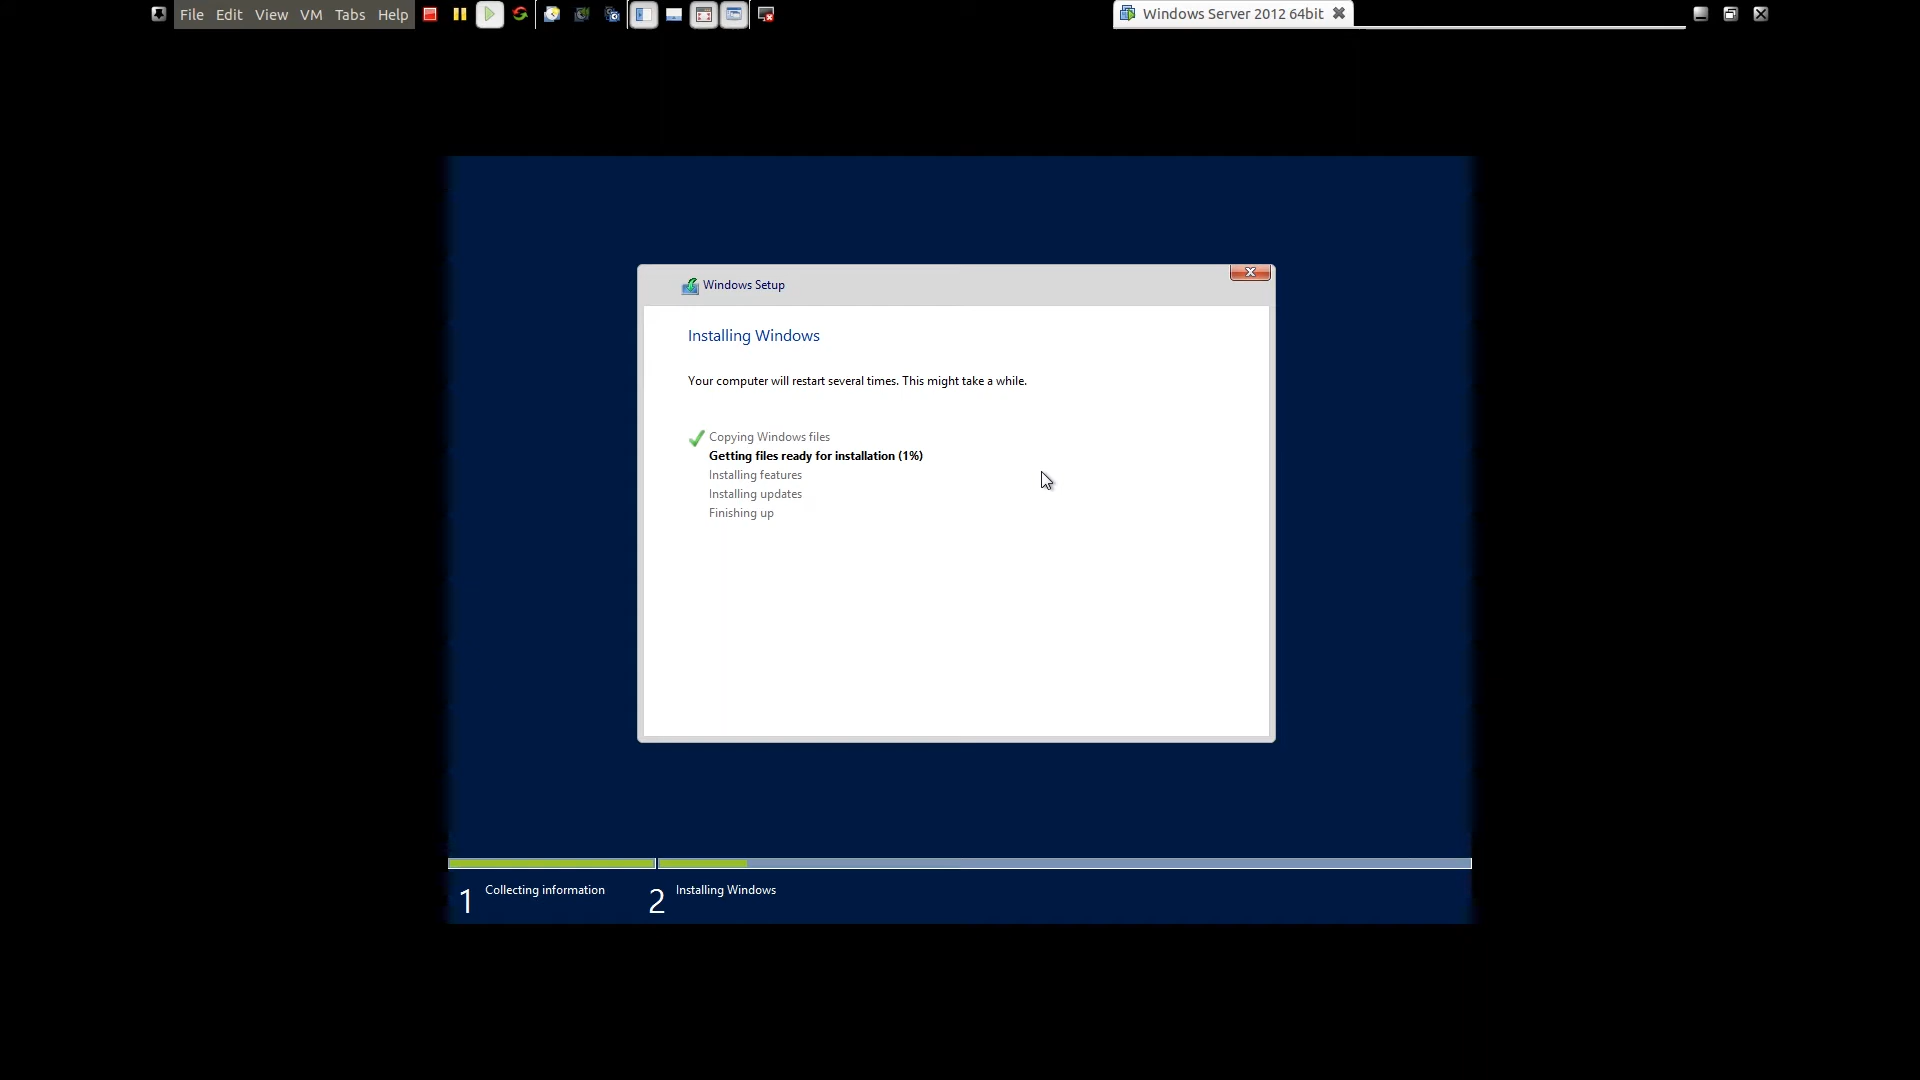 File Edit View VM Tabs Help
Windows Server 2012 64bit
Windows Setup
Installing Windows
Your computer will restart several times. This might take a while.
Copying Windows files
Getting files ready for installation (1%)
Installing features
Installing updates
Finishing up
1 Collecting information
2 Installing Windows